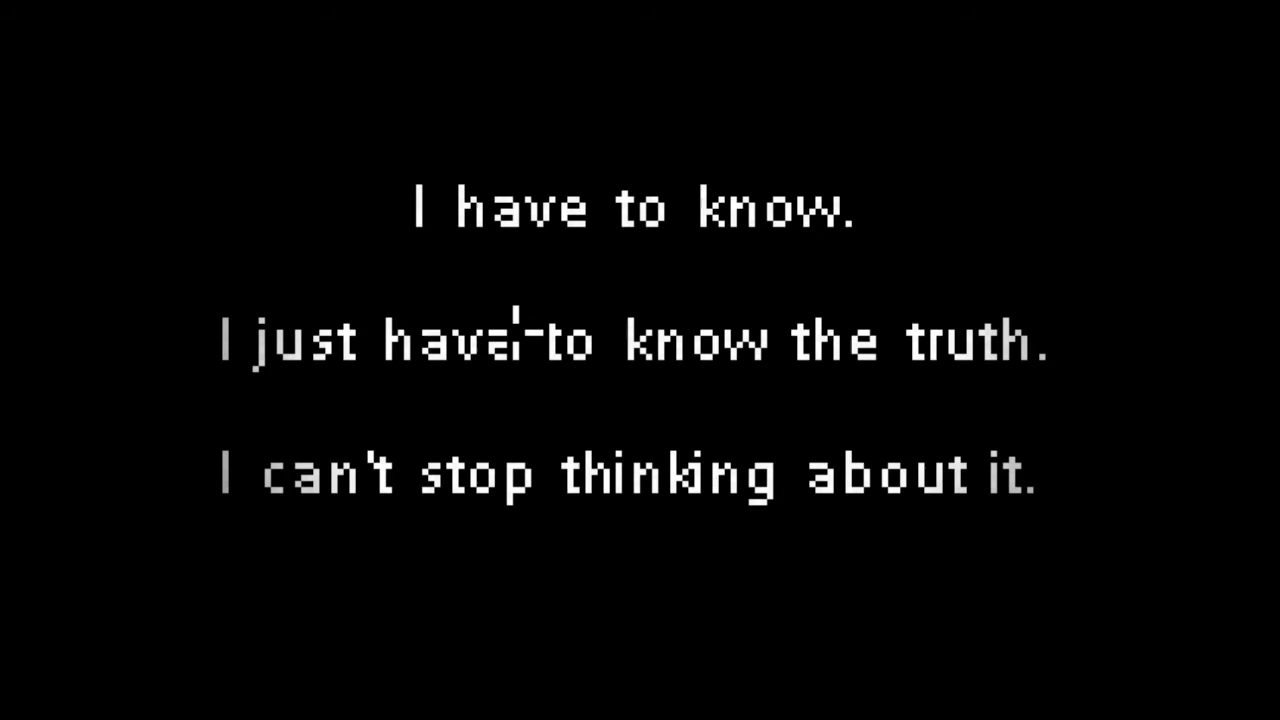 I have to know.
I just have to know the truth.
I can't stop thinking about it.